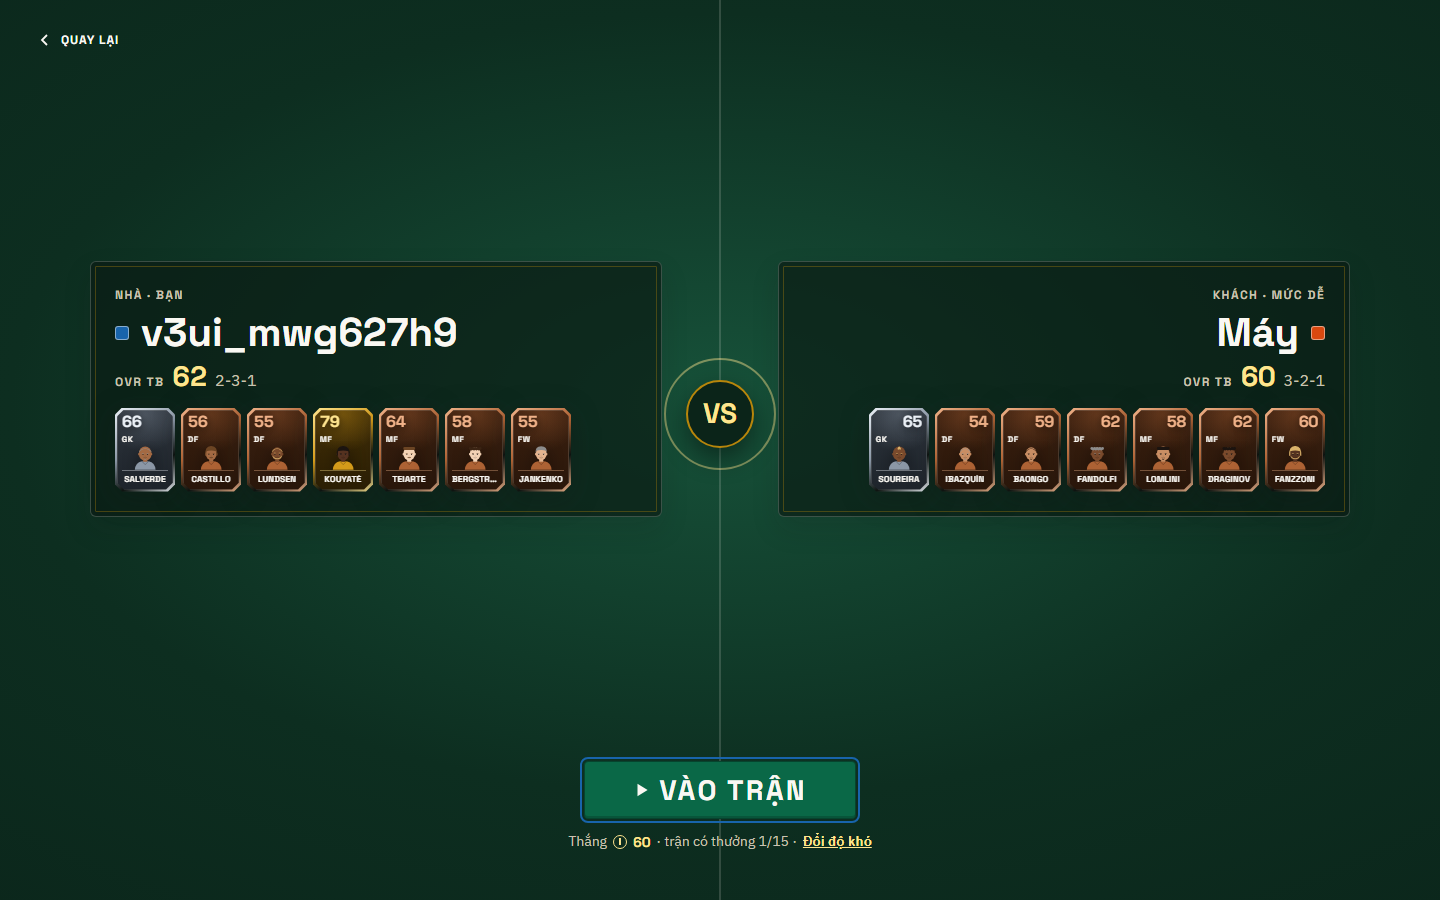 QUAY LẠI
NHÀ · BẠN
v3ui_mwg627h9
OVR TB 62 2-3-1
66 GK SALVERDE
56 DF CASTILLO
55 DF LUNDSEN
79 MF KOUYATÉ
64 MF TEIARTE
58 MF BERGSTR...
55 FW JANKENKO
VS
KHÁCH · MỨC DỄ
Máy
OVR TB 60 3-2-1
65 GK SOUREIRA
54 DF IBAZQUÍN
59 DF BAONGO
62 DF FANDOLFI
58 MF LOMLINI
62 MF DRAGINOV
60 FW FANZZONI
VÀO TRẬN
Thắng 60 · trận có thưởng 1/15 · Đổi độ khó